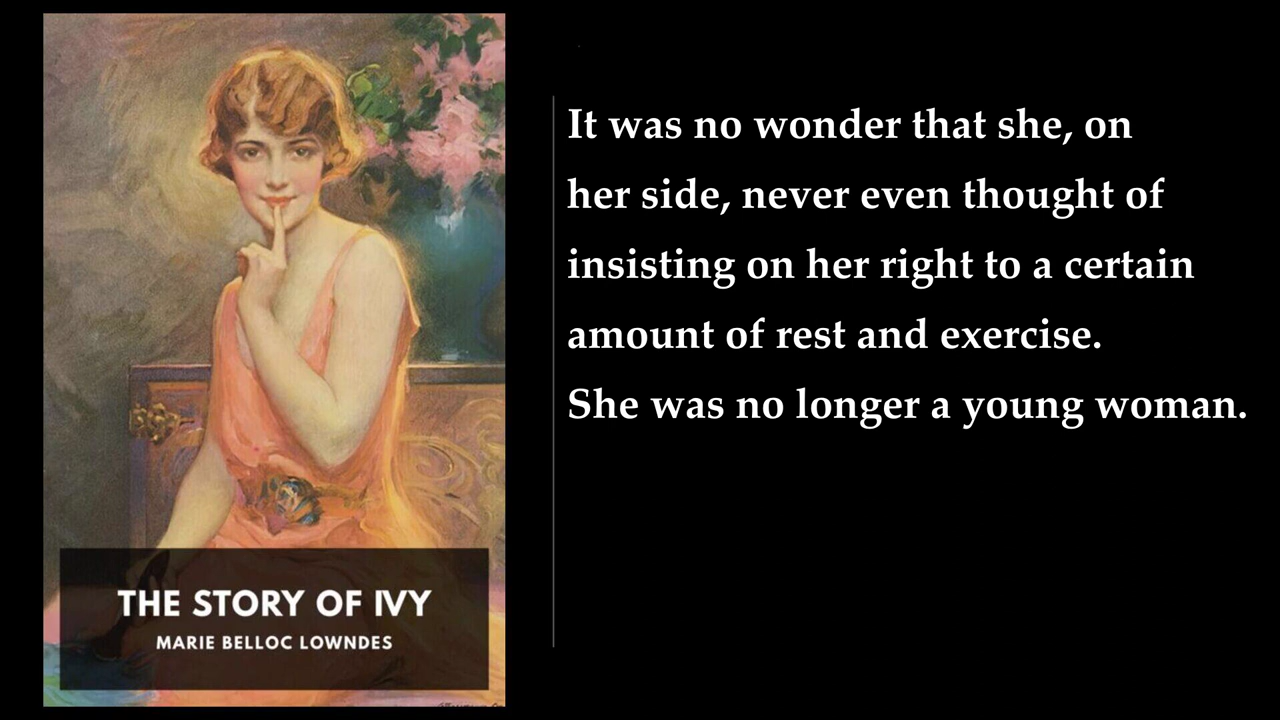 THE STORY OF IVY
MARIE BELLOC LOWNDES
It was no wonder that she, on
her side, never even thought of
insisting on her right to a certain
amount of rest and exercise.
She was no longer a young woman.